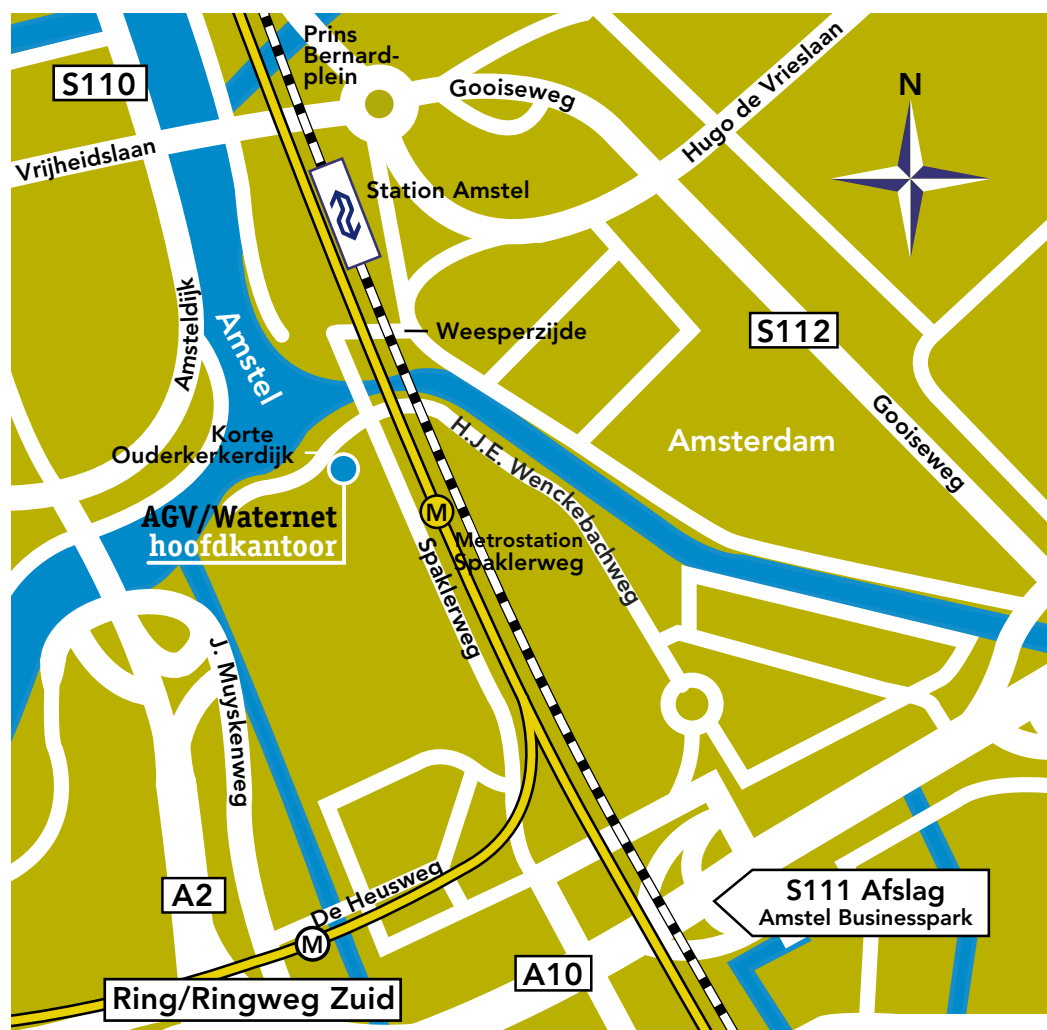 Prins
Bernard-
plein
S110
Gooiseweg
N
Hugo de Vrieslaan
Vrijheidslaan
Station Amstel
Amsteldijk
Amstel
Weesperzijde
S112
Gooiseweg
Korte
Ouderkerkerdijk
H.J.E. Wenckebachweg
Amsterdam
AGV/Waternet
hoofdkantoor
M
Metrostation
Spaklerweg
Spaklerweg
J. Muyskenweg
De Heusweg
A2
S111 Afslag
Amstel Businesspark
M
A10
Ring/Ringweg Zuid